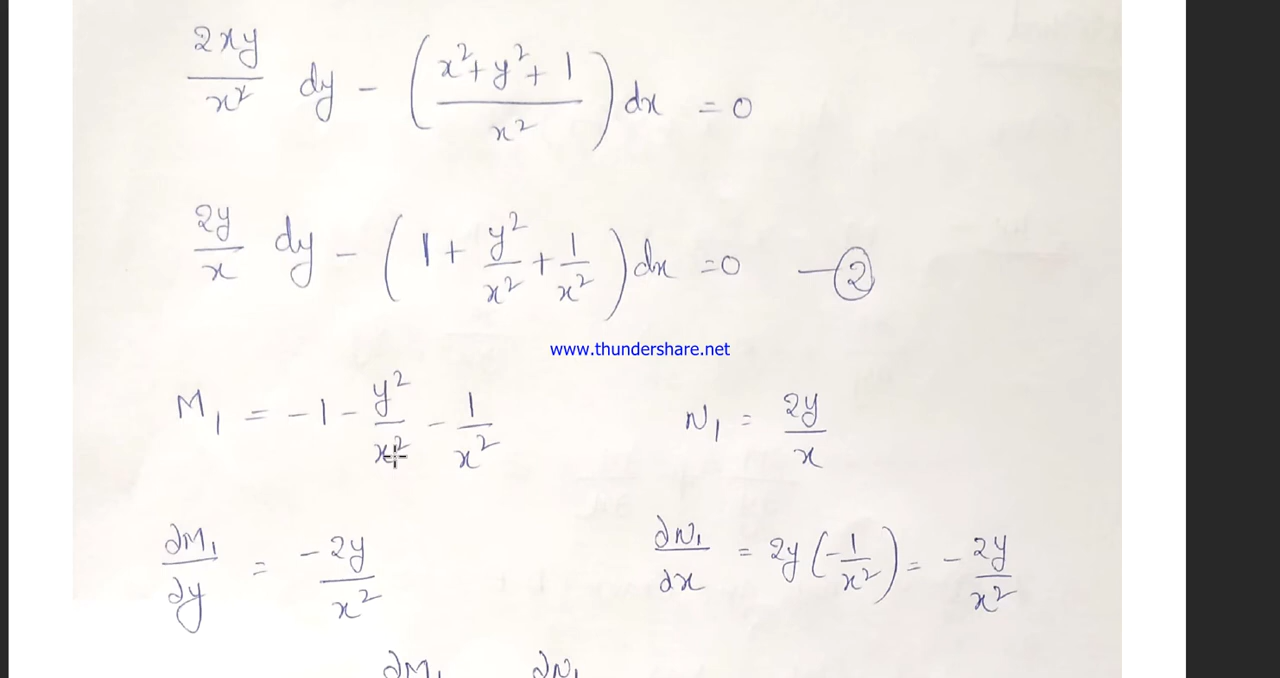 2xy/x² dy - (x²+y²+1/x²) dx = 0
2y/x dy - (1 + y²/x² + 1/x²) dx = 0 — ②
www.thundershare.net
M₁ = -1 - y²/x² - 1/x² N₁ = 2y/x
∂M₁/∂y = -2y/x² ∂N₁/∂x = 2y(-1/x²) = -2y/x²
∂M₁ ∂N₁